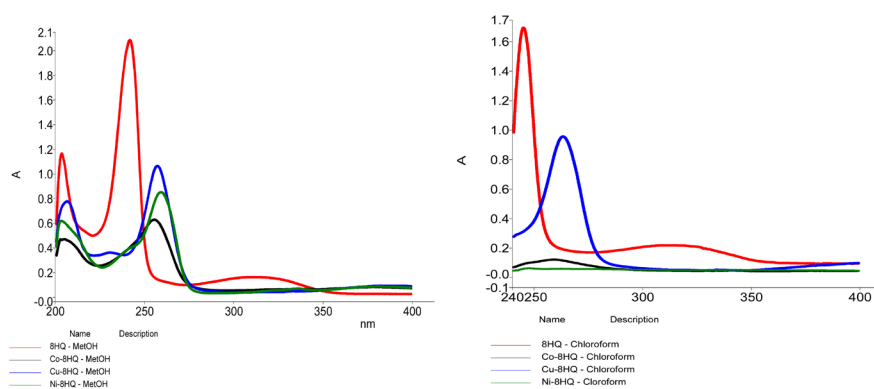 2.1
2.0
1.8
1.6
1.4
1.2
1.0
0.8
0.6
0.4
0.2
-0.0
A
200
250
300
350
400
nm
Name Description
8HQ - MetOH
Co-8HQ - MetOH
Cu-8HQ - MetOH
Ni-8HQ - MetOH
1.7
1.6
1.4
1.2
1.0
0.8
0.6
0.4
0.2
-0.0
-0.1
A
240
250
300
350
400
Name Description
8HQ - Chloroform
Co-8HQ - Chloroform
Cu-8HQ - Chloroform
Ni-8HQ - Cloroform